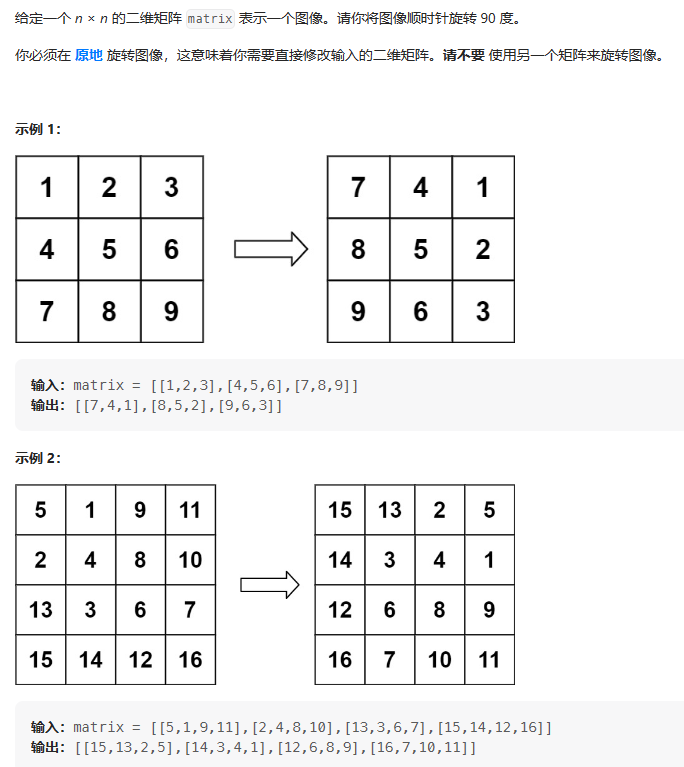 给定一个 n × n 的二维矩阵 matrix 表示一个图像。请你将图像顺时针旋转 90 度。
你必须在 原地 旋转图像，这意味着你需要直接修改输入的二维矩阵。请不要 使用另一个矩阵来旋转图像。
示例 1：
1 2 3
4 5 6
7 8 9
7 4 1
8 5 2
9 6 3
输入：matrix = [[1,2,3],[4,5,6],[7,8,9]]
输出：[[7,4,1],[8,5,2],[9,6,3]]
示例 2：
5 1 9 11
2 4 8 10
13 3 6 7
15 14 12 16
15 13 2 5
14 3 4 1
12 6 8 9
16 7 10 11
输入：matrix = [[5,1,9,11],[2,4,8,10],[13,3,6,7],[15,14,12,16]]
输出：[[15,13,2,5],[14,3,4,1],[12,6,8,9],[16,7,10,11]]